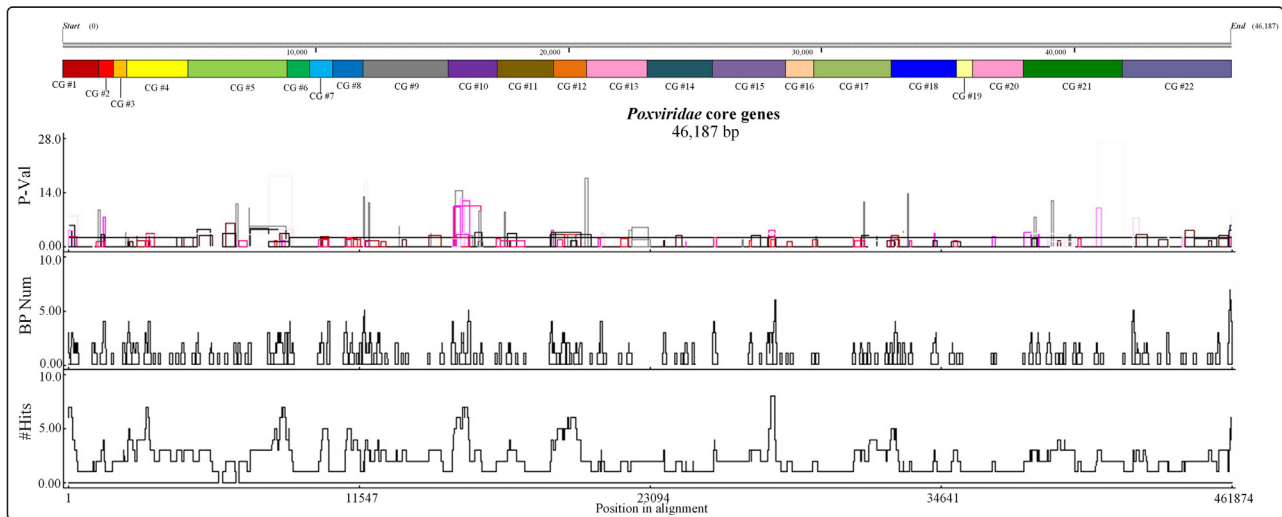 Start (0) End (46,187)
10,000 20,000 30,000 40,000
CG #1 CG #2 CG #3 CG #4 CG #5 CG #6 CG #7 CG #8 CG #9 CG #10 CG #11 CG #12 CG #13 CG #14 CG #15 CG #16 CG #17 CG #18 CG #19 CG #20 CG #21 CG #22
Poxviridae core genes
46,187 bp
P-Val
28.0
14.0
0.00
BP Num
10.0
5.00
0.00
#Hits
10.0
5.00
0.00
1 11547 23094 34641 461874
Position in alignment